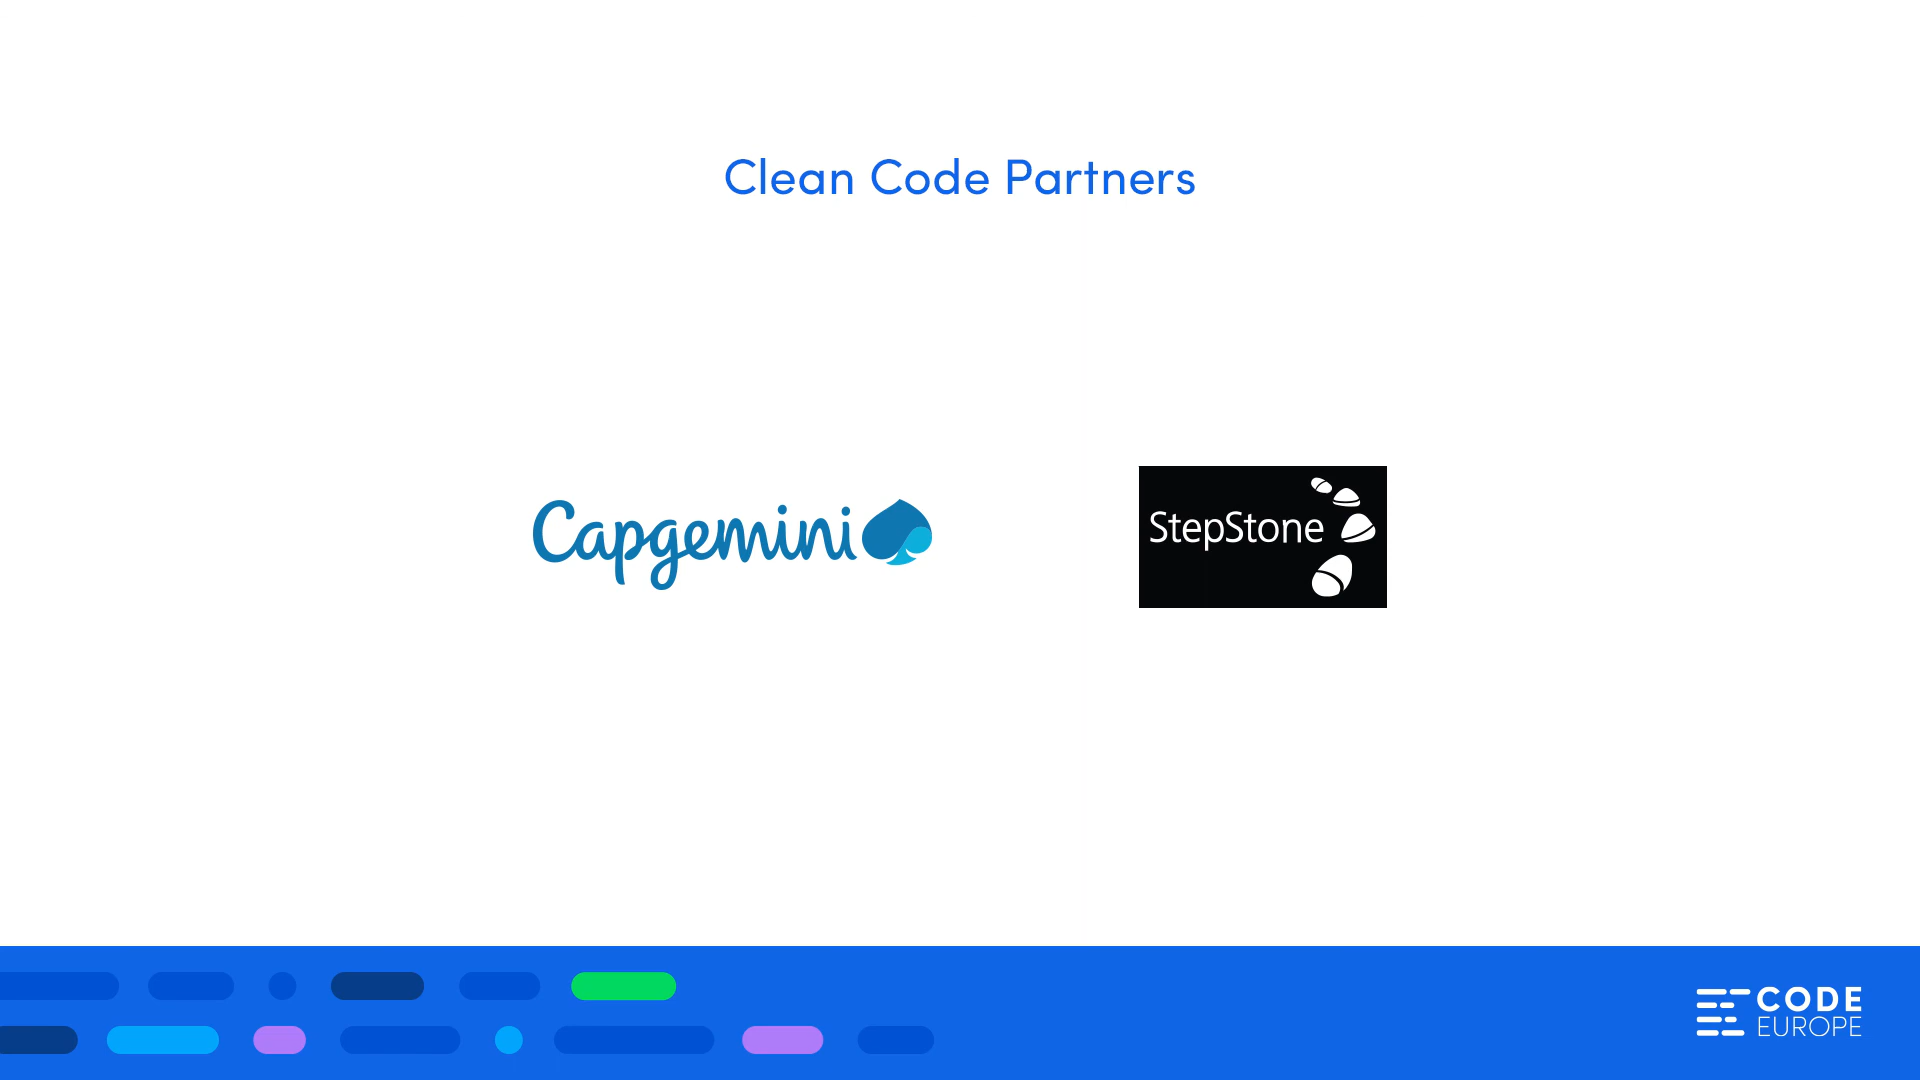 Clean Code Partners
Capgemini
StepStone
CODE
EUROPE